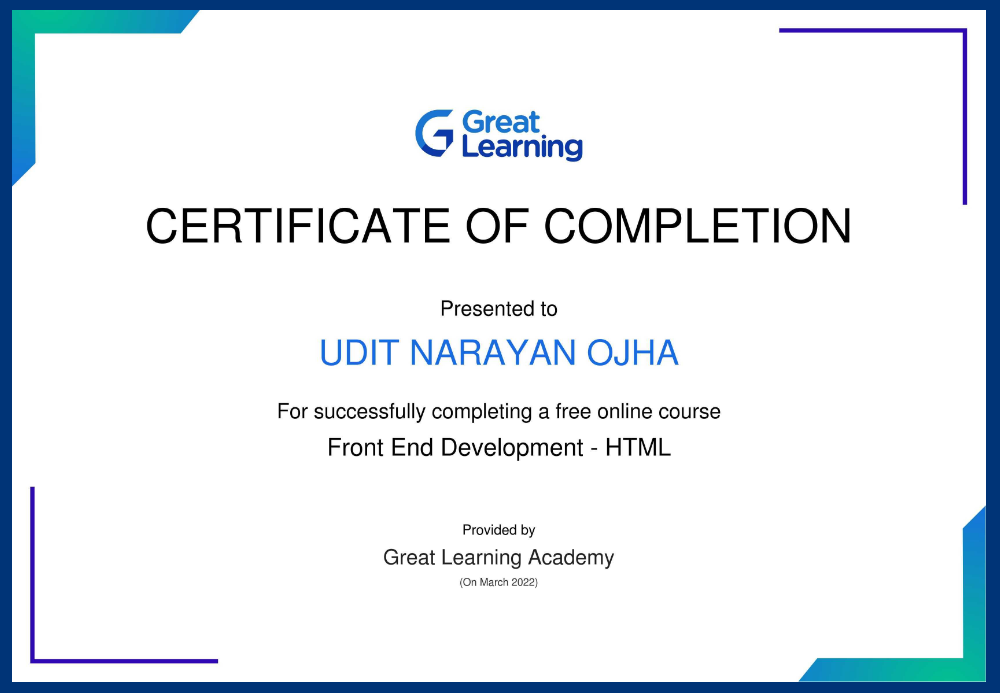 Great
Learning
CERTIFICATE OF COMPLETION
Presented to
UDIT NARAYAN OJHA
For successfully completing a free online course
Front End Development - HTML
Provided by
Great Learning Academy
(On March 2022)